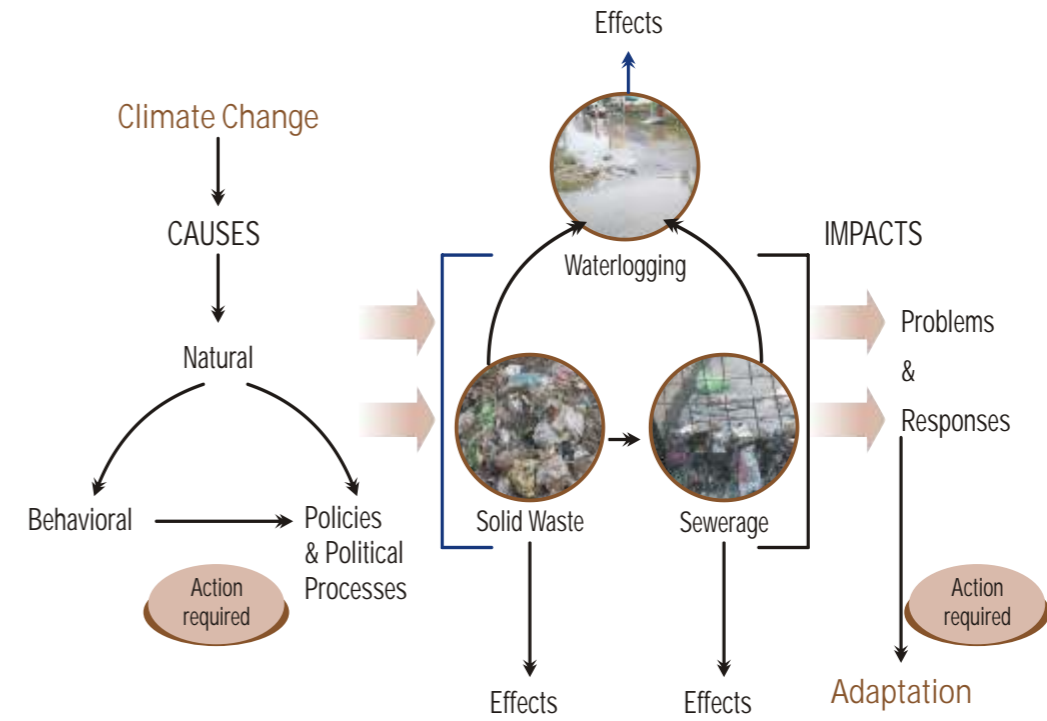 Effects
Climate Change
CAUSES
Natural
Behavioral
Policies
& Political
Processes
Action
required
Waterlogging
Solid Waste
Sewerage
Effects
Effects
IMPACTS
Problems
&
Responses
Action
required
Adaptation